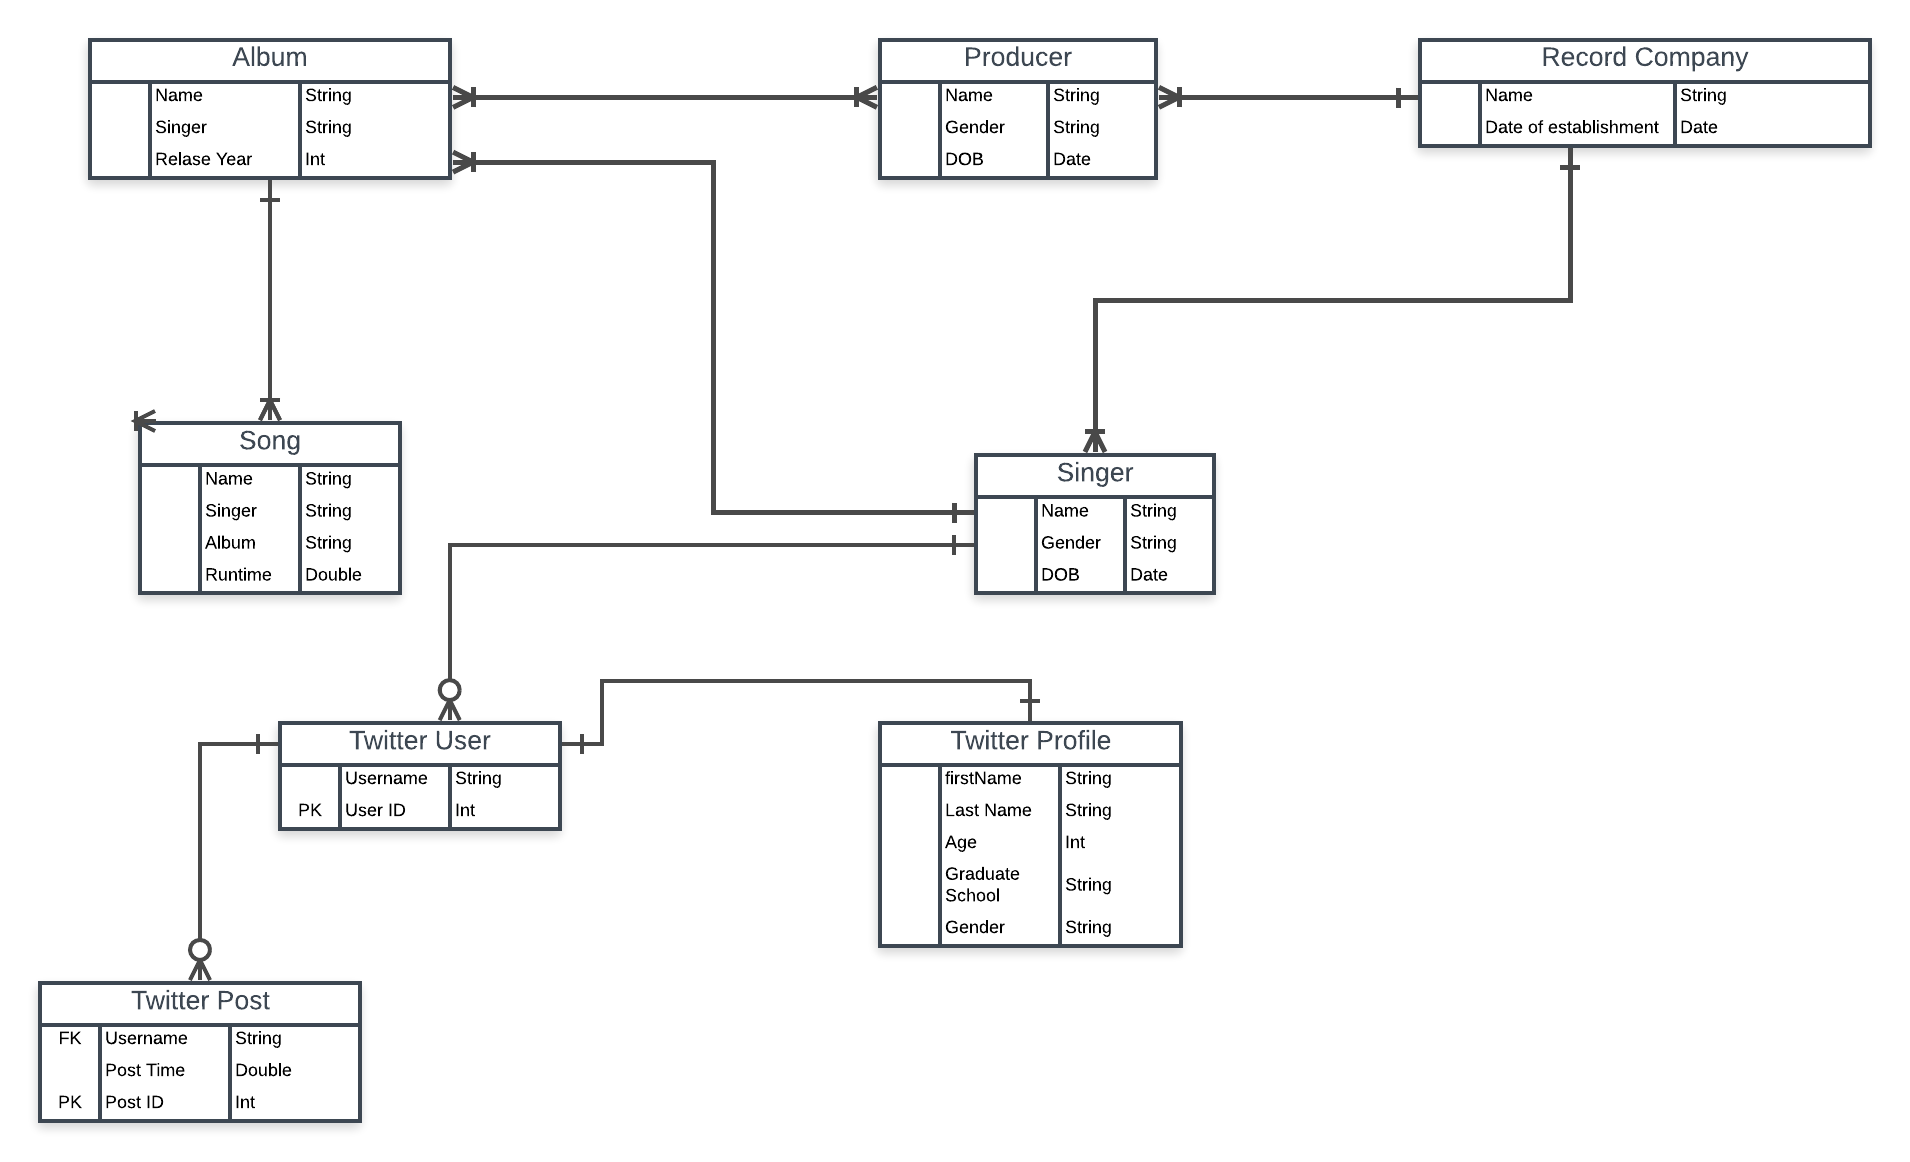 Album
Name String
Singer String
Relase Year Int
Producer
Name String
Gender String
DOB Date
Record Company
Name String
Date of establishment Date
Song
Name String
Singer String
Album String
Runtime Double
Singer
Name String
Gender String
DOB Date
Twitter User
Username String
PK User ID Int
Twitter Profile
firstName String
Last Name String
Age Int
Graduate
School String
Gender String
Twitter Post
FK Username String
Post Time Double
PK Post ID Int